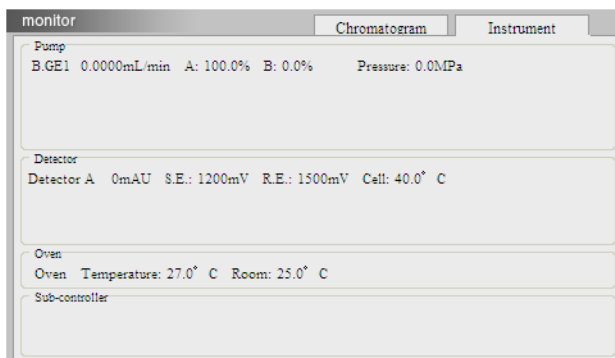 monitor
Chromatogram Instrument
Pump
B.GE1 0.0000mL/min A: 100.0% B: 0.0% Pressure: 0.0MPa
Detector
Detector A 0mAU S.E.: 1200mV R.E.: 1500mV Cell: 40.0° C
Oven
Oven Temperature: 27.0° C Room: 25.0° C
Sub-controller